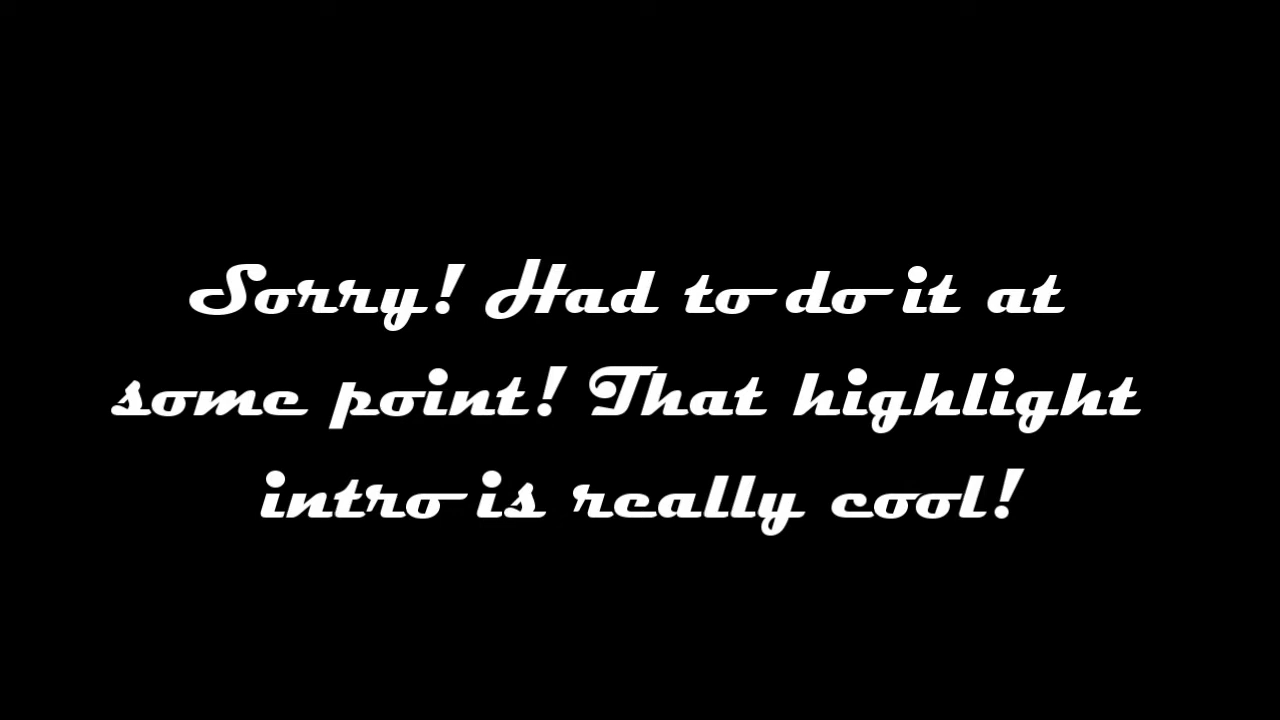 Sorry! Had to do it at
some point! That highlight
intro is really cool!